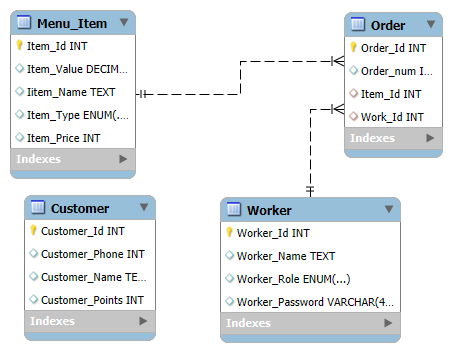 Menu_Item
Item_Id INT
Item_Value DECIM...
Iitem_Name TEXT
Item_Type ENUM(...
Item_Price INT
Indexes
Order
Order_Id INT
Order_num I...
Item_Id INT
Work_Id INT
Indexes
Customer
Customer_Id INT
Customer_Phone INT
Customer_Name TE...
Customer_Points INT
Indexes
Worker
Worker_Id INT
Worker_Name TEXT
Worker_Role ENUM(...)
Worker_Password VARCHAR(4...
Indexes